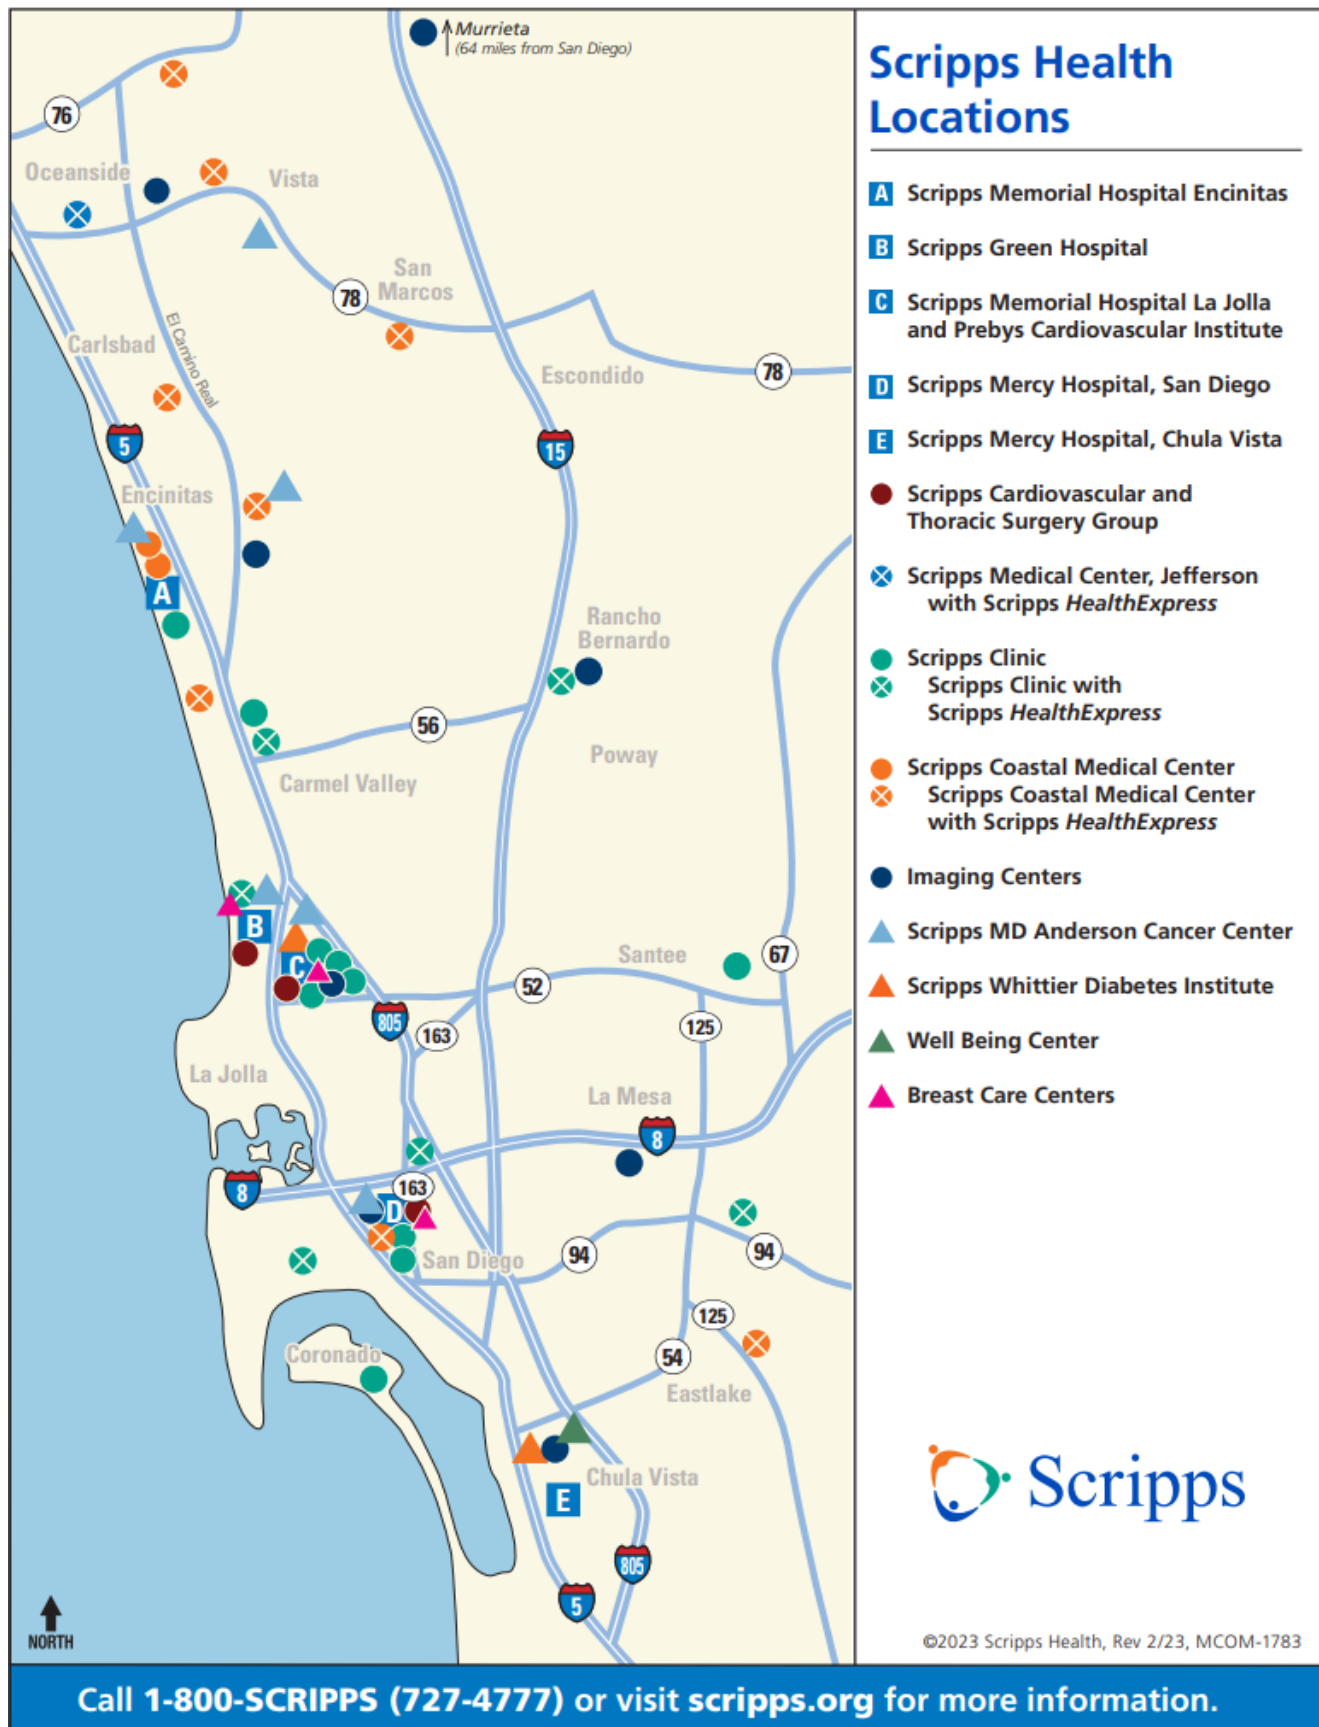 Murrieta
(64 miles from San Diego)
76
Oceanside
Vista
San
Marcos
78
Carlsbad
El Camino Real
Escondido
78
5
15
Encinitas
A
Rancho
Bernardo
56
Poway
Carmel Valley
B
C
Santee
67
52
805
163
125
La Jolla
La Mesa
8
8
163
D
San Diego
94
94
125
Coronado
54
Eastlake
Chula Vista
E
805
5
NORTH
Scripps Health
Locations
A Scripps Memorial Hospital Encinitas
B Scripps Green Hospital
C Scripps Memorial Hospital La Jolla
and Prebys Cardiovascular Institute
D Scripps Mercy Hospital, San Diego
E Scripps Mercy Hospital, Chula Vista
Scripps Cardiovascular and
Thoracic Surgery Group
Scripps Medical Center, Jefferson
with Scripps HealthExpress
Scripps Clinic
Scripps Clinic with
Scripps HealthExpress
Scripps Coastal Medical Center
Scripps Coastal Medical Center
with Scripps HealthExpress
Imaging Centers
Scripps MD Anderson Cancer Center
Scripps Whittier Diabetes Institute
Well Being Center
Breast Care Centers
Scripps
©2023 Scripps Health, Rev 2/23, MCOM-1783
Call 1-800-SCRIPPS (727-4777) or visit scripps.org for more information.